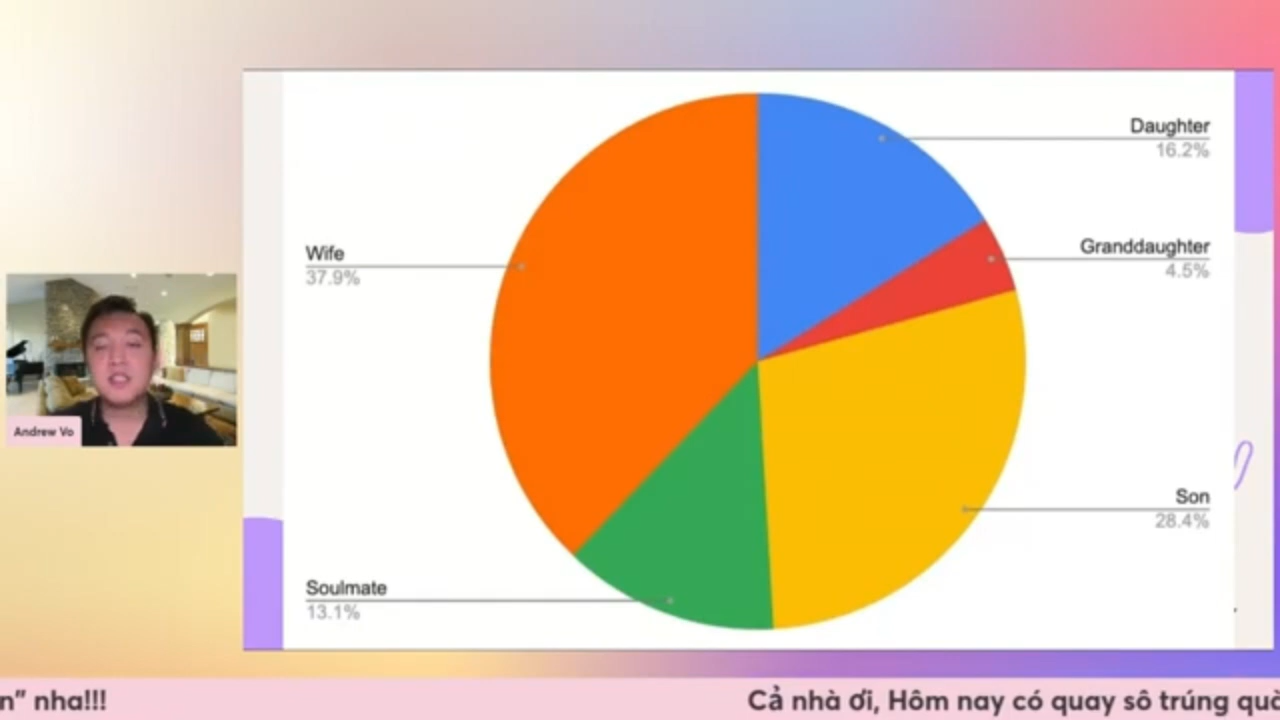 Daughter
16.2%
Granddaughter
4.5%
Wife
37.9%
Son
28.4%
Soulmate
13.1%
Andrew Vo
n" nha!!!
Cả nhà ơi, Hôm nay có quay số trúng quà